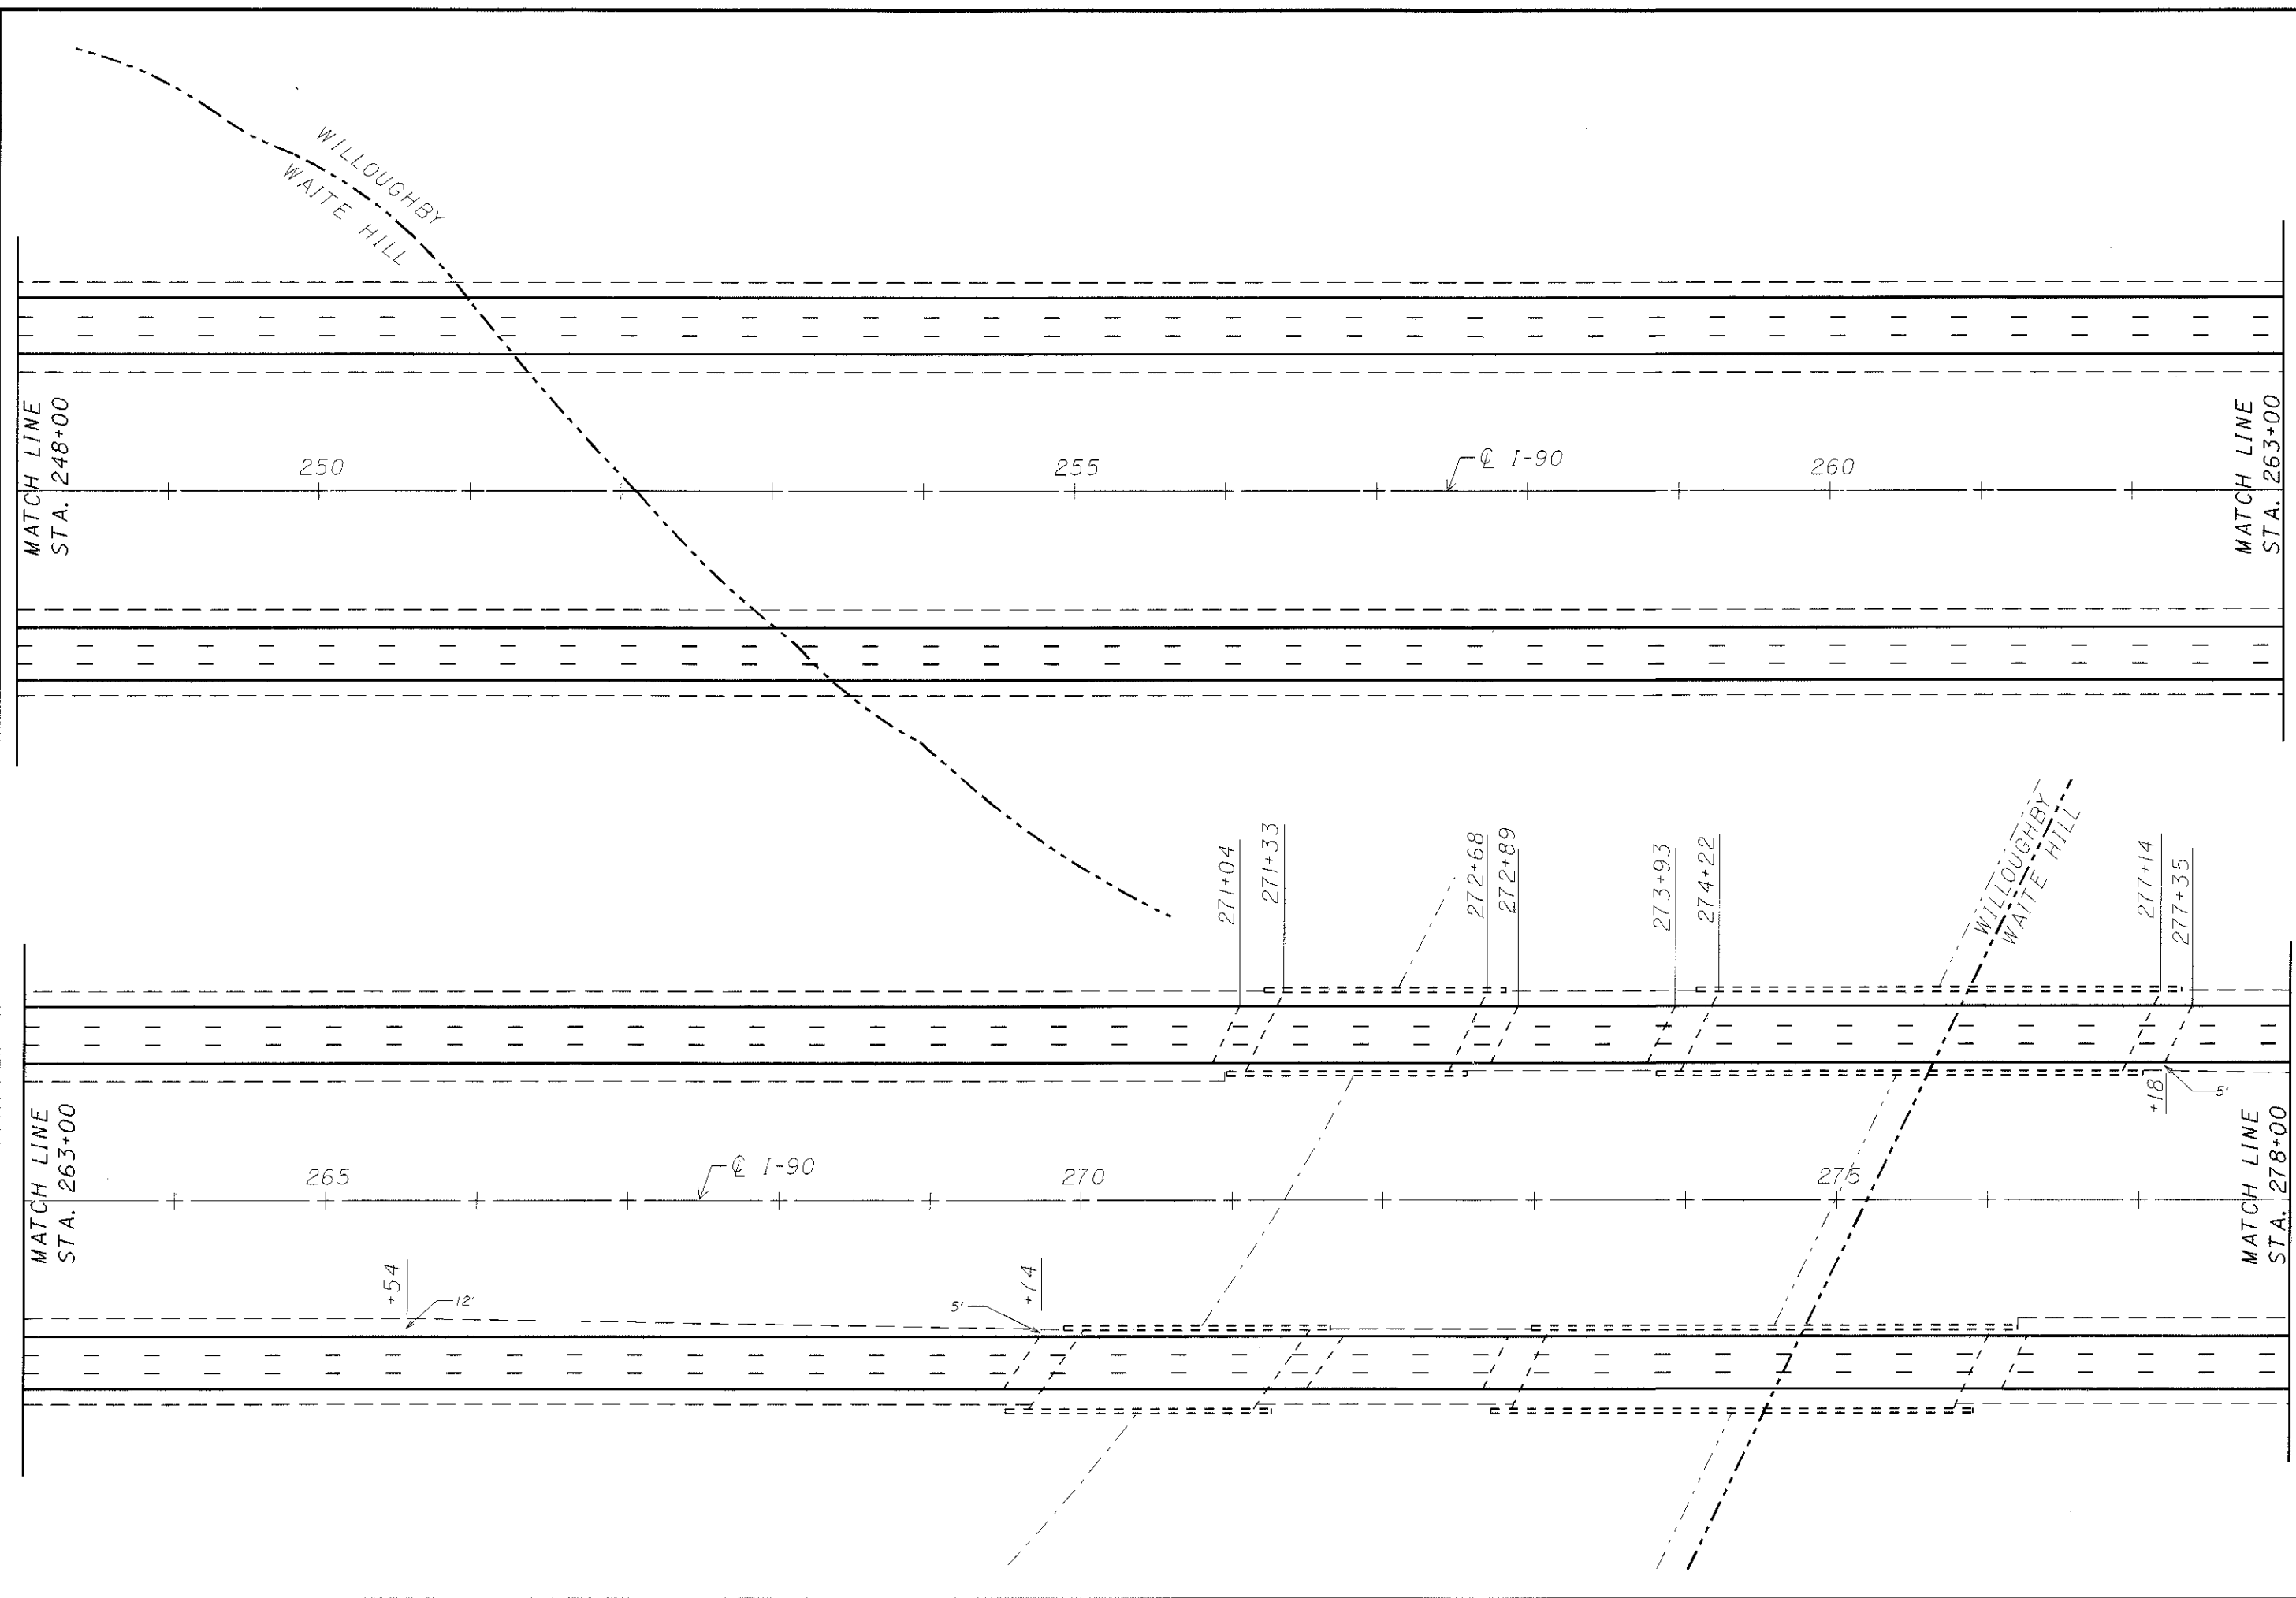 WILLOUGHBY
WAITE HILL
MATCH LINE
STA. 248+00
250
255
℄ I-90
260
MATCH LINE
STA. 263+00
271+04
271+33
272+68
272+89
273+93
274+22
WILLOUGHBY
WAITE HILL
277+14
277+35
+18
5'
MATCH LINE
STA. 263+00
265
℄ I-90
270
275
MATCH LINE
STA. 278+00
+54
12'
5'
+74